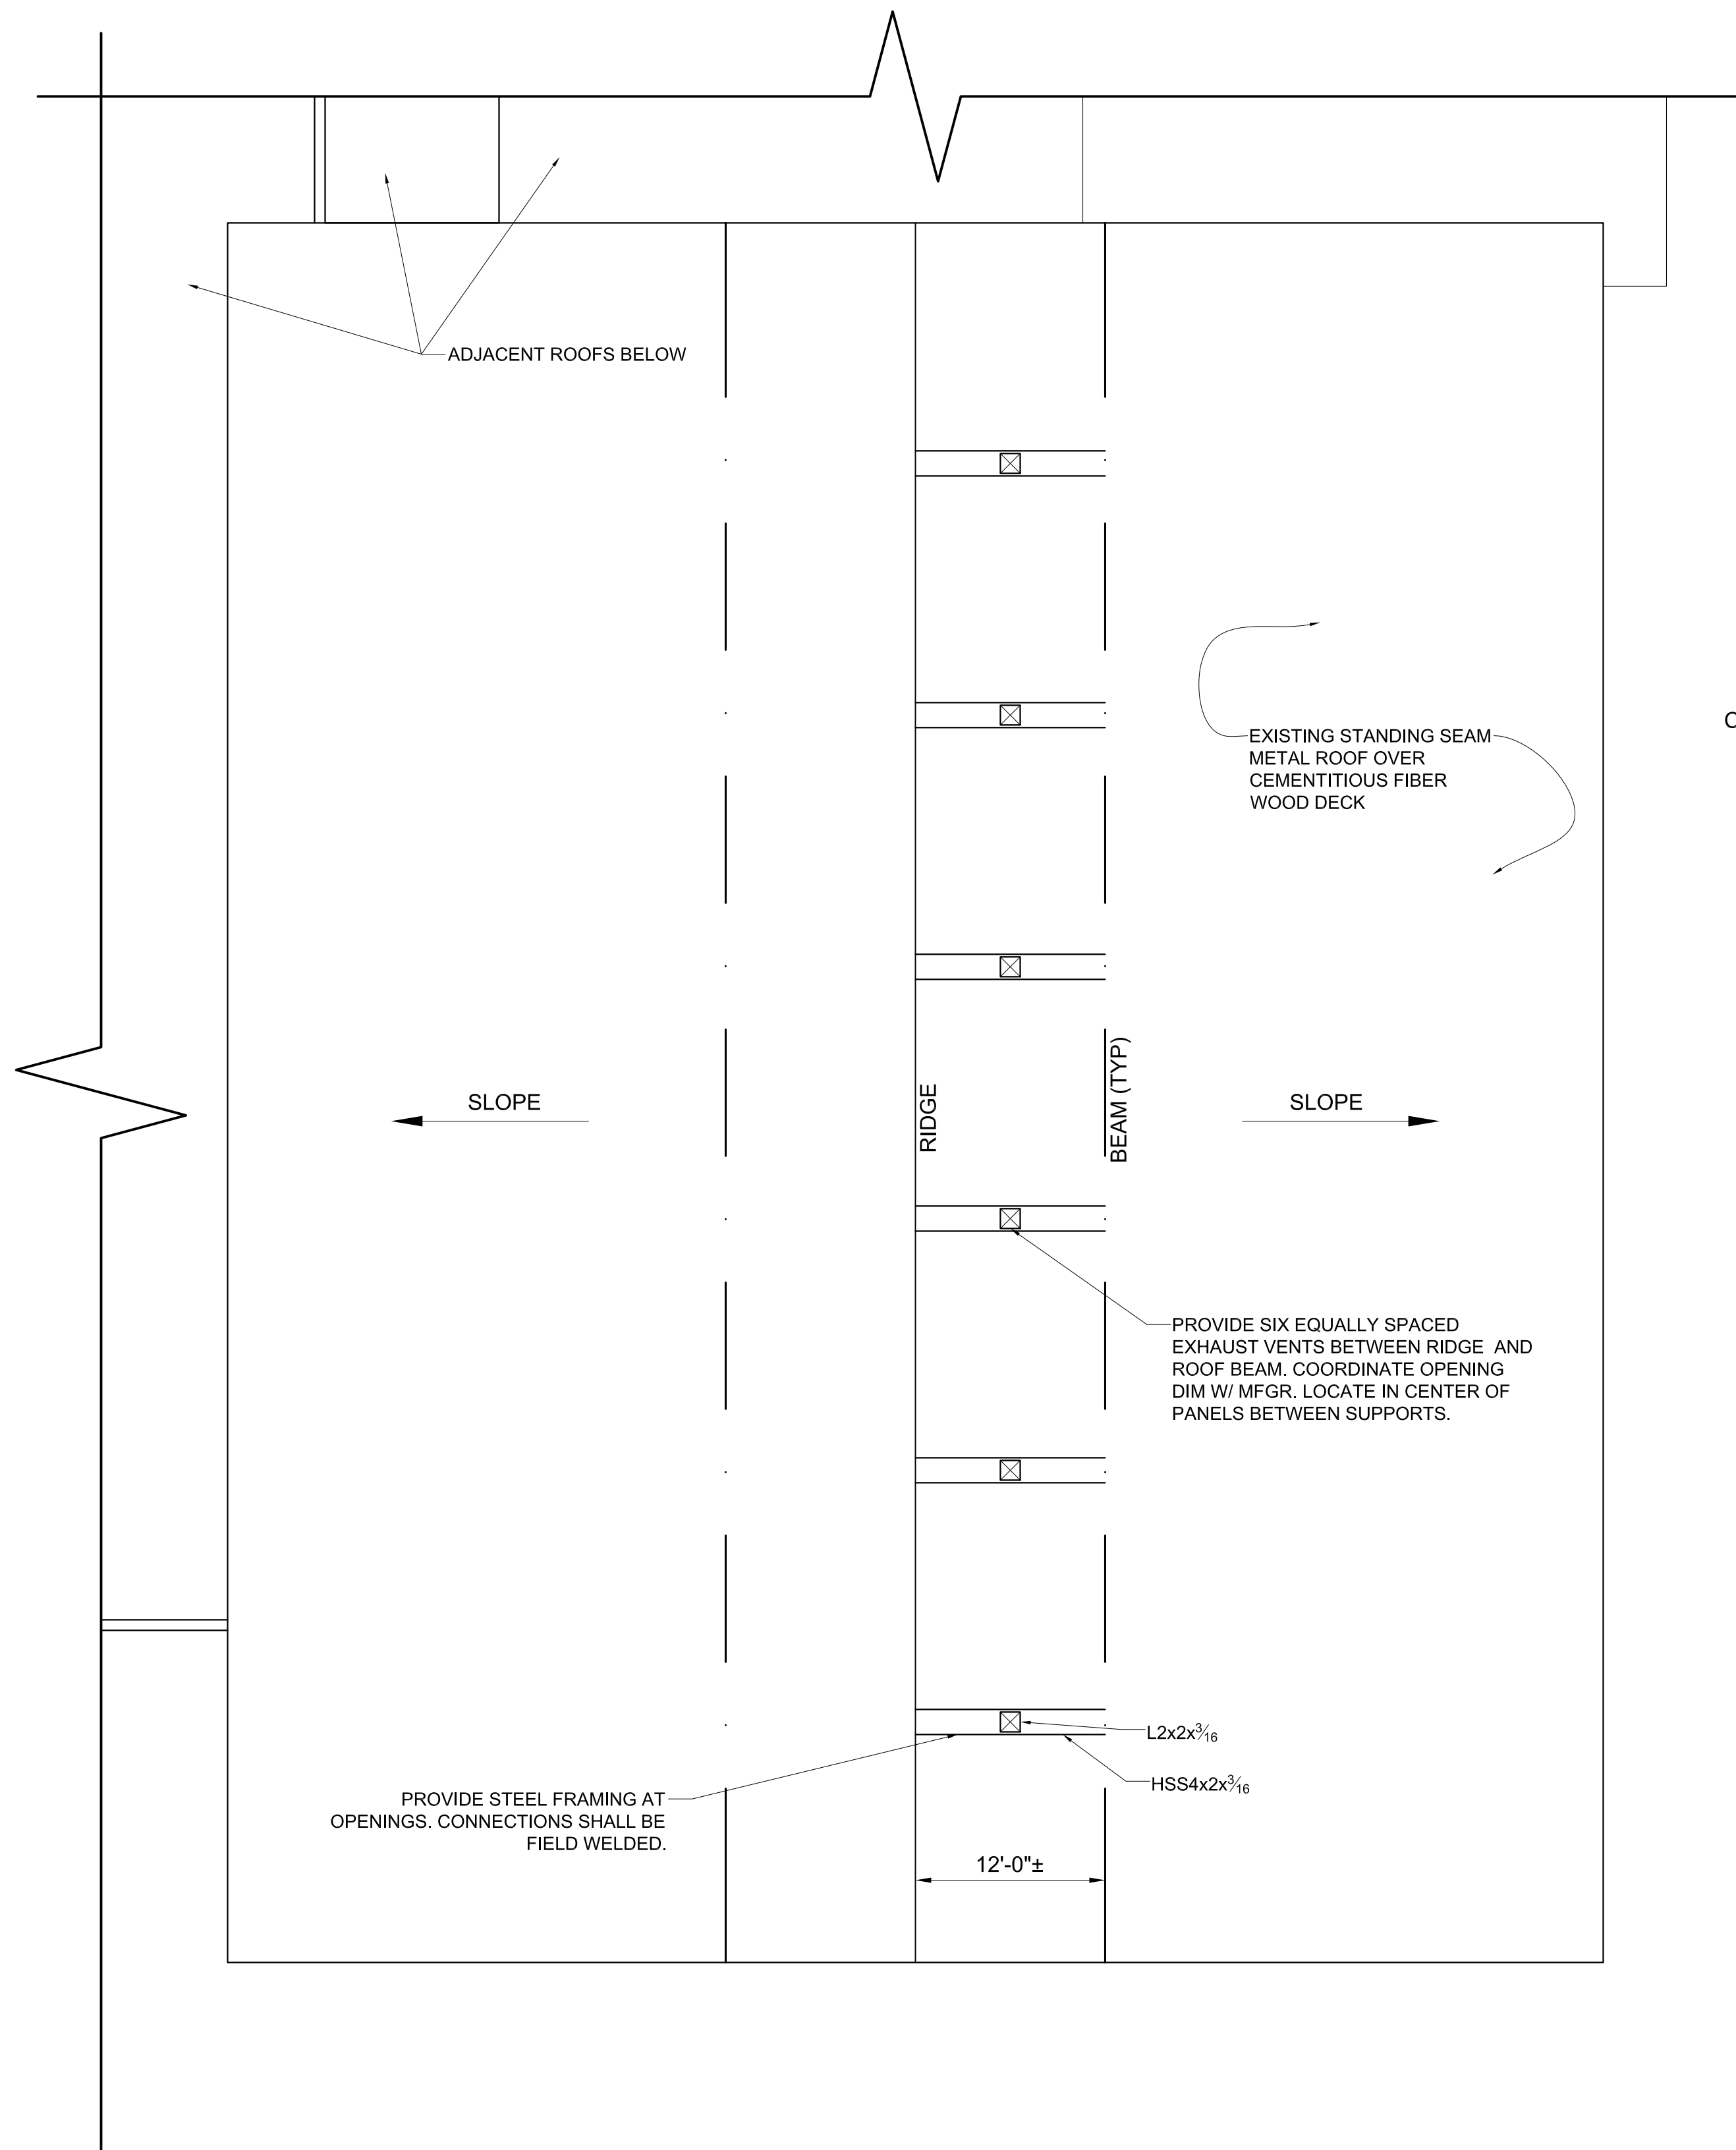 ADJACENT ROOFS BELOW
EXISTING STANDING SEAM
METAL ROOF OVER
CEMENTITIOUS FIBER
WOOD DECK
C
SLOPE
RIDGE
BEAM (TYP)
SLOPE
PROVIDE SIX EQUALLY SPACED
EXHAUST VENTS BETWEEN RIDGE AND
ROOF BEAM. COORDINATE OPENING
DIM W/ MFGR. LOCATE IN CENTER OF
PANELS BETWEEN SUPPORTS.
L2x2x3/16
HSS4x2x3/16
PROVIDE STEEL FRAMING AT
OPENINGS. CONNECTIONS SHALL BE
FIELD WELDED.
12'-0"±